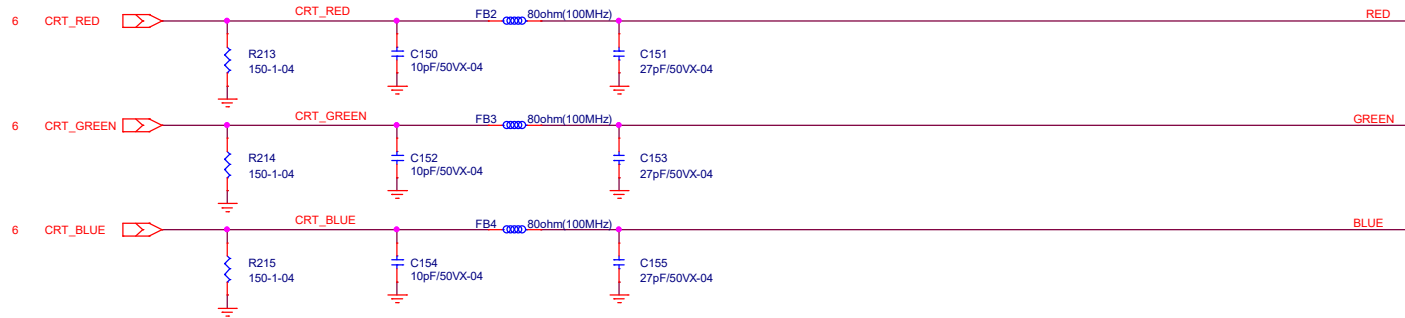 6 CRT_RED CRT_RED FB2 80ohm(100MHz) RED
R213 C150 C151
150-1-04 10pF/50VX-04 27pF/50VX-04
6 CRT_GREEN CRT_GREEN FB3 80ohm(100MHz) GREEN
R214 C152 C153
150-1-04 10pF/50VX-04 27pF/50VX-04
6 CRT_BLUE CRT_BLUE FB4 80ohm(100MHz) BLUE
R215 C154 C155
150-1-04 10pF/50VX-04 27pF/50VX-04